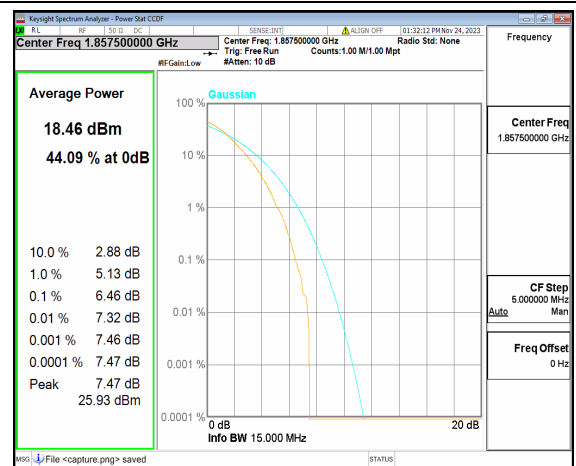 Keysight Spectrum Analyzer - Power Stat CCDF
RL RF 50 Ω DC SENSE:INT ALIGN OFF 01:32:12 PM Nov 24, 2023
Center Freq 1.857500000 GHz
Center Freq: 1.857500000 GHz Radio Std: None
Trig: Free Run Counts:1.00 M/1.00 Mpt
#IFGain:Low #Atten: 10 dB
Frequency
Center Freq
1.857500000 GHz
CF Step
5.000000 MHz
Auto Man
Freq Offset
0 Hz
Average Power
18.46 dBm
44.09 % at 0dB
10.0 % 2.88 dB
1.0 % 5.13 dB
0.1 % 6.46 dB
0.01 % 7.32 dB
0.001 % 7.46 dB
0.0001 % 7.47 dB
Peak 7.47 dB
25.93 dBm
Gaussian
100 %
10 %
1 %
0.1 %
0.01 %
0.001 %
0.0001 %
0 dB 20 dB
Info BW 15.000 MHz
MSG File <capture.png> saved STATUS